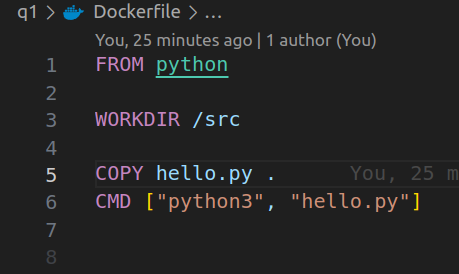 q1 > Dockerfile > ...
You, 25 minutes ago | 1 author (You)
1 FROM python
2
3 WORKDIR /src
4
5 COPY hello.py . You, 25 m
6 CMD ["python3", "hello.py"]
7
8